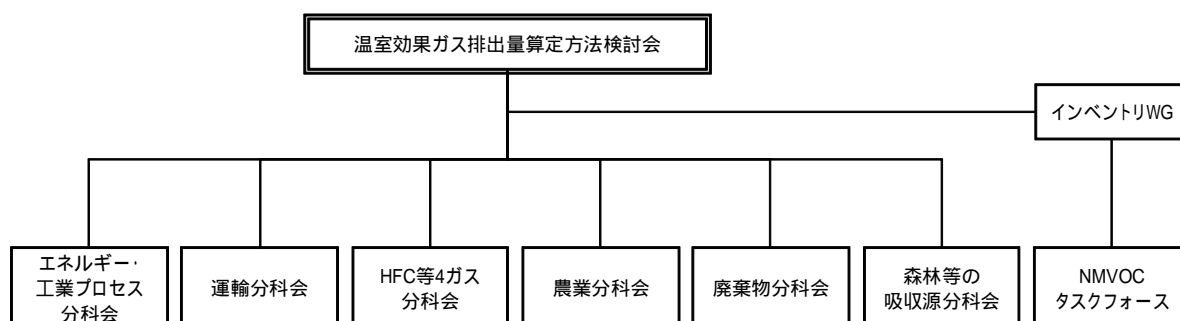 温室効果ガス排出量算定方法検討会
インベントリWG
エネルギー・
工業プロセス
分科会
運輸分科会
HFC等4ガス
分科会
農業分科会
廃棄物分科会
森林等の
吸収源分科会
NMVOC
タスクフォース